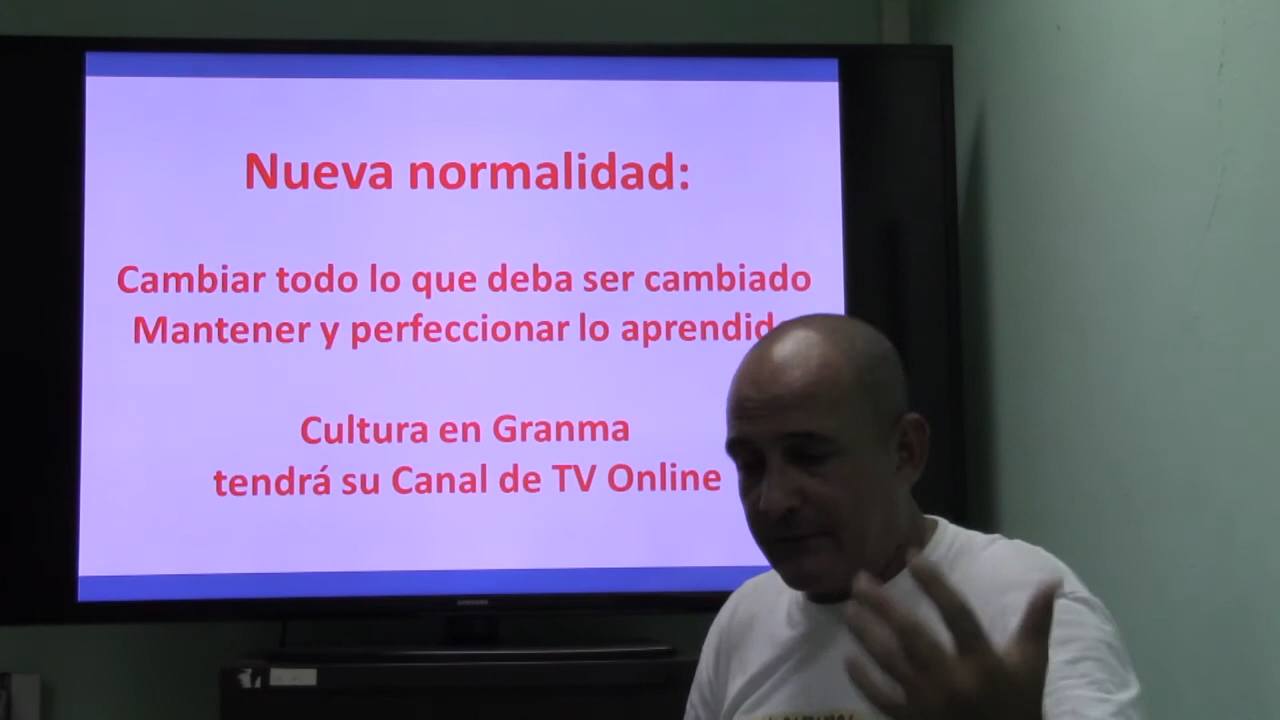 Nueva normalidad:
Cambiar todo lo que deba ser cambiado
Mantener y perfeccionar lo
Cultura en Granma
tendrá su Canal de TV Online
SAMSUNG